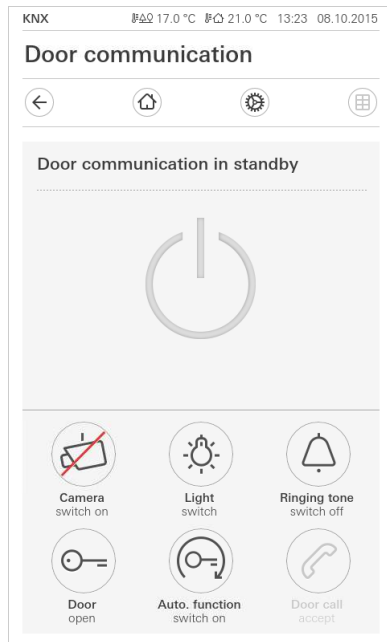 KNX 17.0 °C 21.0 °C 13:23 08.10.2015
Door communication
Door communication in standby
Camera
switch on
Light
switch
Ringing tone
switch off
Door
open
Auto. function
switch on
Door call
accept